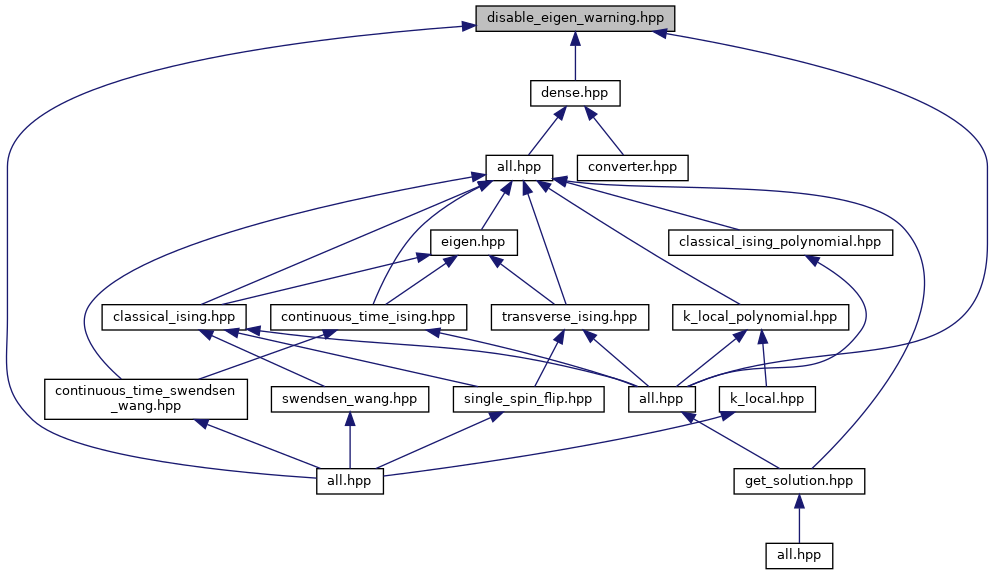 disable_eigen_warning.hpp
dense.hpp
all.hpp
converter.hpp
eigen.hpp
classical_ising_polynomial.hpp
classical_ising.hpp
continuous_time_ising.hpp
transverse_ising.hpp
k_local_polynomial.hpp
continuous_time_swendsen
_wang.hpp
swendsen_wang.hpp
single_spin_flip.hpp
all.hpp
k_local.hpp
all.hpp
get_solution.hpp
all.hpp